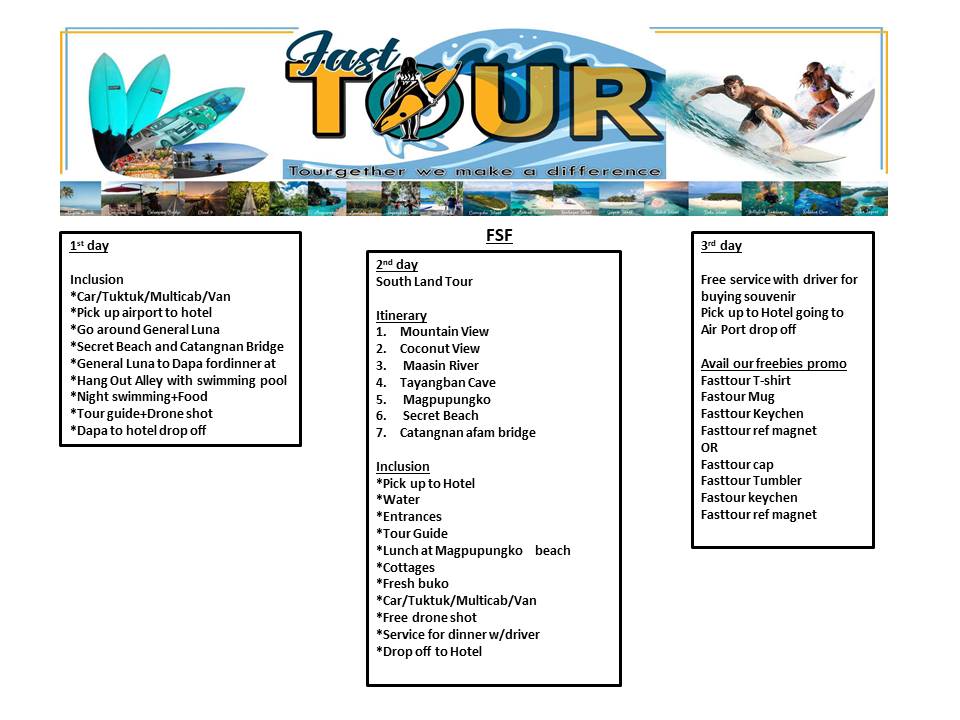 Fast
TOUR
Tourgether we make a difference
FSF
1st day
Inclusion
*Car/Tuktuk/Multicab/Van
*Pick up airport to hotel
*Go around General Luna
*Secret Beach and Catangnan Bridge
*General Luna to Dapa fordinner at
*Hang Out Alley with swimming pool
*Night swimming+Food
*Tour guide+Drone shot
*Dapa to hotel drop off
2nd day
South Land Tour
Itinerary
1. Mountain View
2. Coconut View
3. Maasin River
4. Tayangban Cave
5. Magpupungko
6. Secret Beach
7. Catangnan afam bridge
Inclusion
*Pick up to Hotel
*Water
*Entrances
*Tour Guide
*Lunch at Magpupungko beach
*Cottages
*Fresh buko
*Car/Tuktuk/Multicab/Van
*Free drone shot
*Service for dinner w/driver
*Drop off to Hotel
3rd day
Free service with driver for
buying souvenir
Pick up to Hotel going to
Air Port drop off
Avail our freebies promo
Fasttour T-shirt
Fastour Mug
Fasttour Keychen
Fasttour ref magnet
OR
Fasttour cap
Fasttour Tumbler
Fastour keychen
Fasttour ref magnet